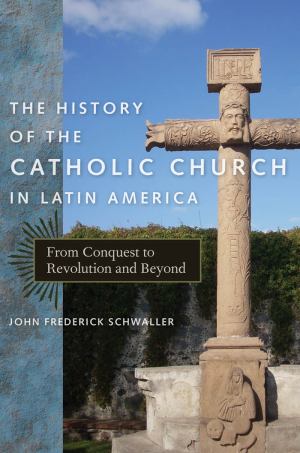 THE HISTORY
OF THE
CATHOLIC CHURCH
IN LATIN AMERICA
From Conquest to
Revolution and Beyond
JOHN FREDERICK SCHWALLER